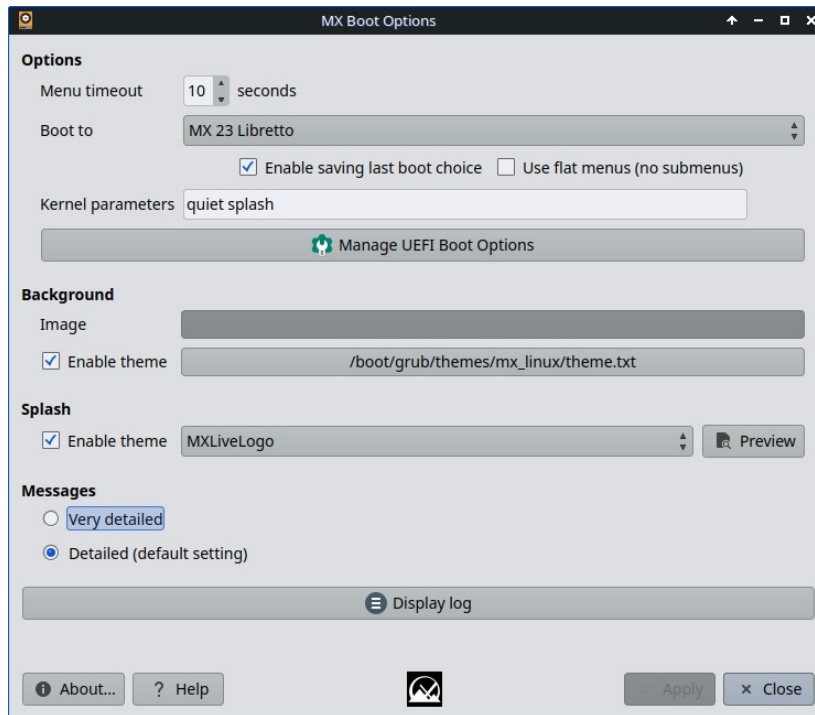 MX Boot Options
Options
Menu timeout 10 seconds
Boot to MX 23 Libretto
Enable saving last boot choice Use flat menus (no submenus)
Kernel parameters quiet splash
Manage UEFI Boot Options
Background
Image
Enable theme /boot/grub/themes/mx_linux/theme.txt
Splash
Enable theme MXLiveLogo Preview
Messages
Very detailed
Detailed (default setting)
Display log
About... ? Help Apply Close